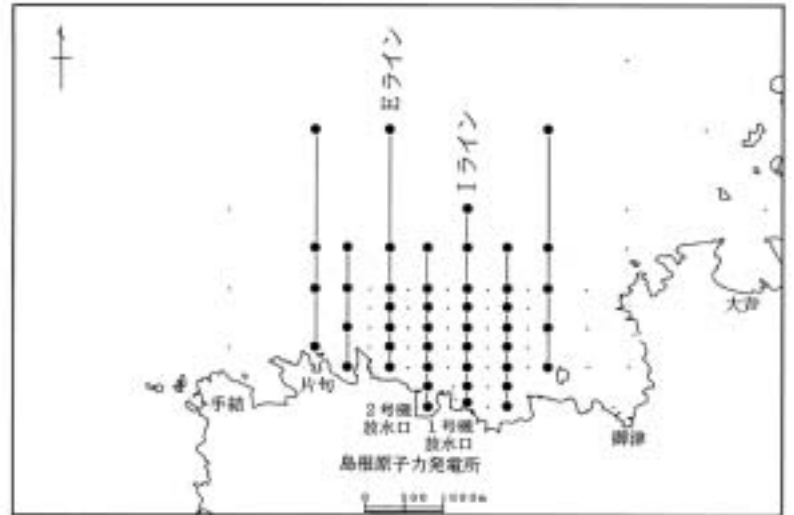 Eライン
Iライン
大芦
片句
手結
2号機
放水口
1号機
放水口
御津
島根原子力発電所
0 500 1000m